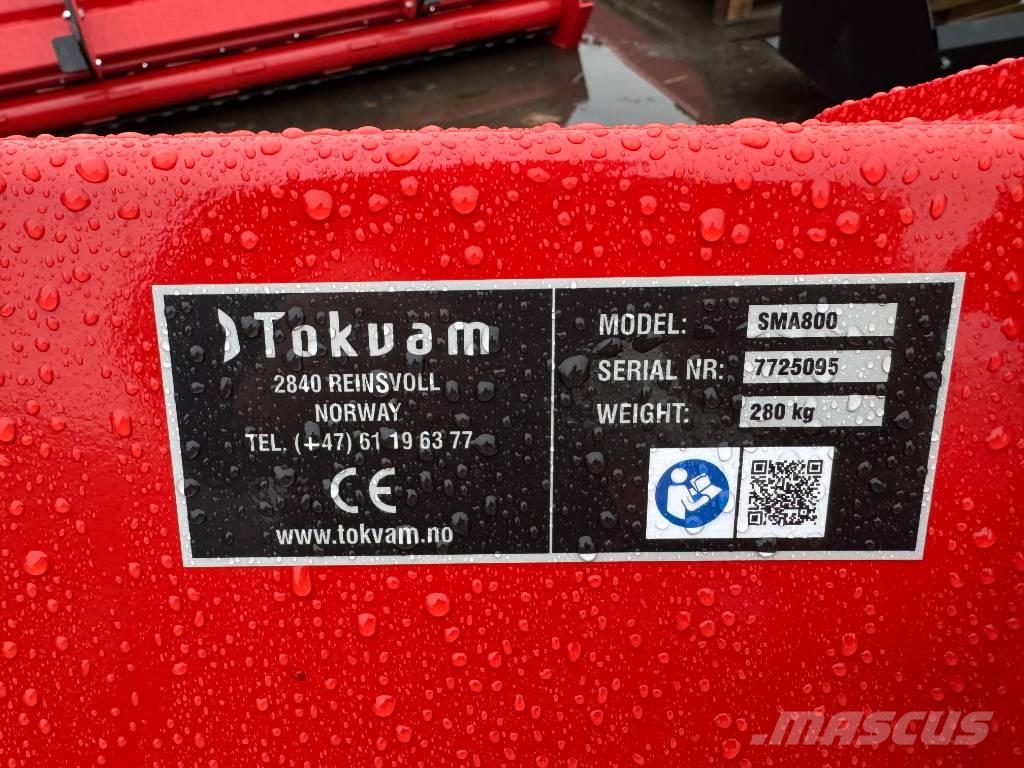 Tokvam
2840 REINSVOLL
NORWAY
TEL. (+47) 61 19 63 77
CE
www.tokvam.no
MODEL: SMA800
SERIAL NR: 7725095
WEIGHT: 280 kg
MASCUS